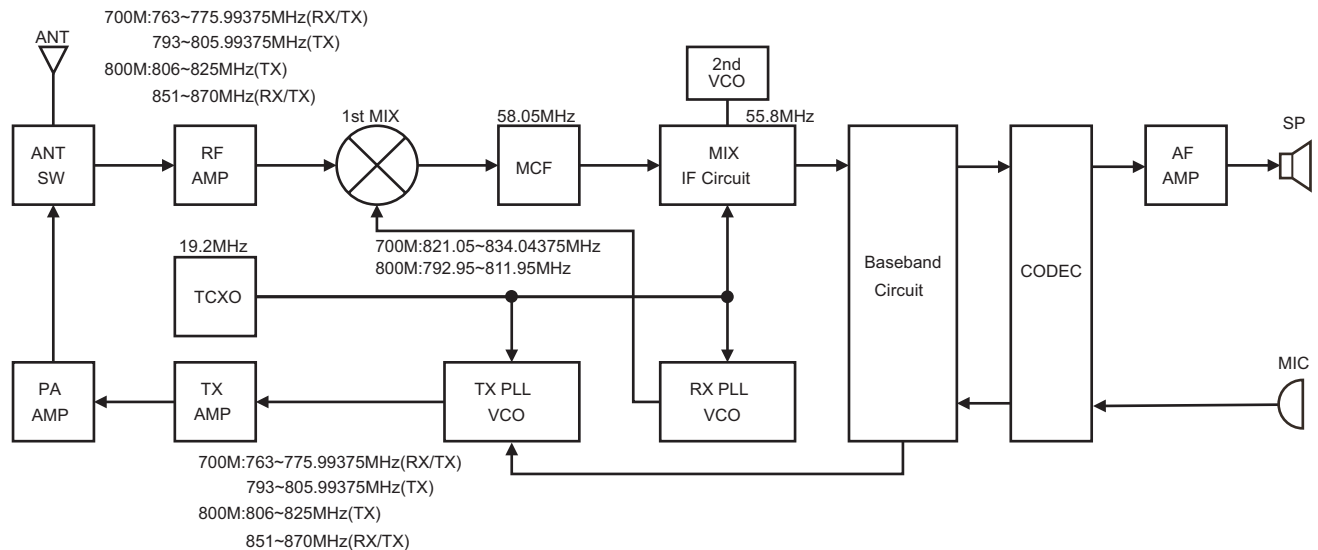 700M:763~775.99375MHz(RX/TX)
793~805.99375MHz(TX)
800M:806~825MHz(TX)
851~870MHz(RX/TX)
ANT
2nd
VCO
1st MIX
58.05MHz
55.8MHz
SP
ANT
SW
RF
AMP
MCF
MIX
IF Circuit
AF
AMP
19.2MHz
700M:821.05~834.04375MHz
800M:792.95~811.95MHz
TCXO
Baseband
Circuit
CODEC
PA
AMP
TX
AMP
TX PLL
VCO
RX PLL
VCO
MIC
700M:763~775.99375MHz(RX/TX)
793~805.99375MHz(TX)
800M:806~825MHz(TX)
851~870MHz(RX/TX)